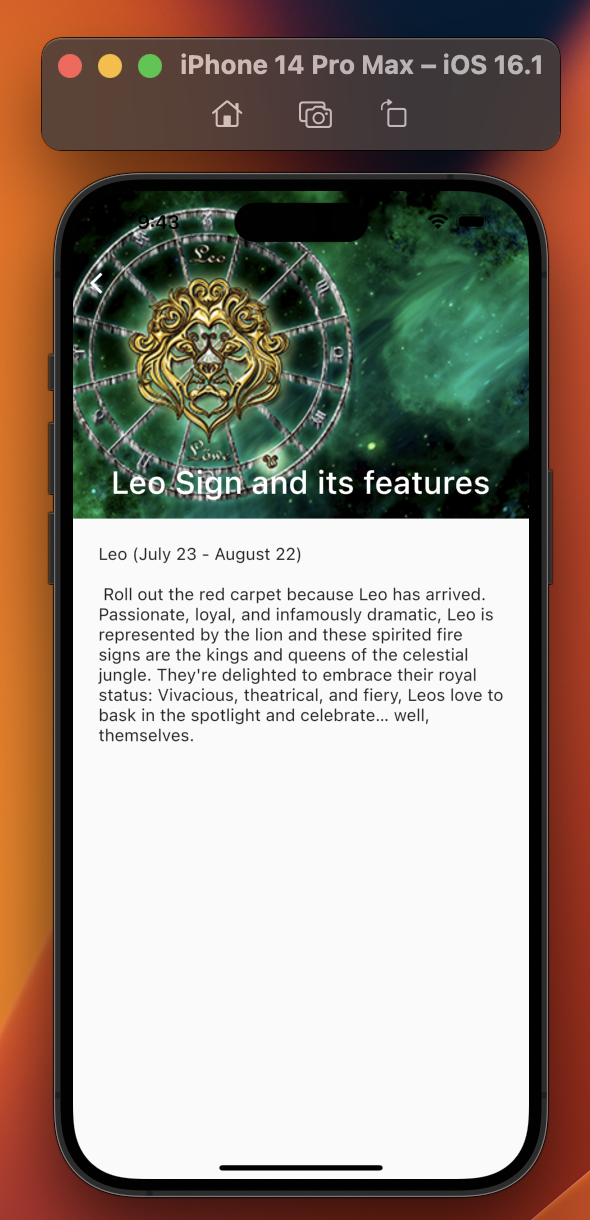 iPhone 14 Pro Max – iOS 16.1
9:43
Leo
Löwe
Leo Sign and its features
Leo (July 23 - August 22)
Roll out the red carpet because Leo has arrived.
Passionate, loyal, and infamously dramatic, Leo is
represented by the lion and these spirited fire
signs are the kings and queens of the celestial
jungle. They're delighted to embrace their royal
status: Vivacious, theatrical, and fiery, Leos love to
bask in the spotlight and celebrate... well,
themselves.